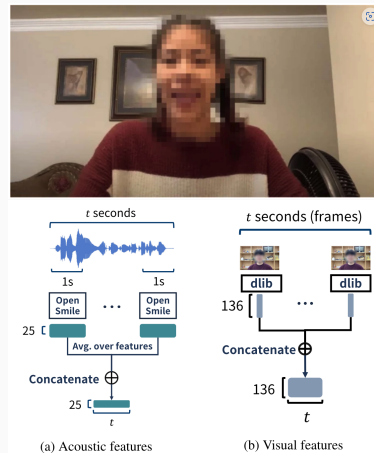 t seconds
1s
1s
Open
Smile
...
Open
Smile
25
Avg. over features
Concatenate
25
t
(a) Acoustic features
t seconds (frames)
dlib
...
dlib
136
Concatenate
136
t
(b) Visual features